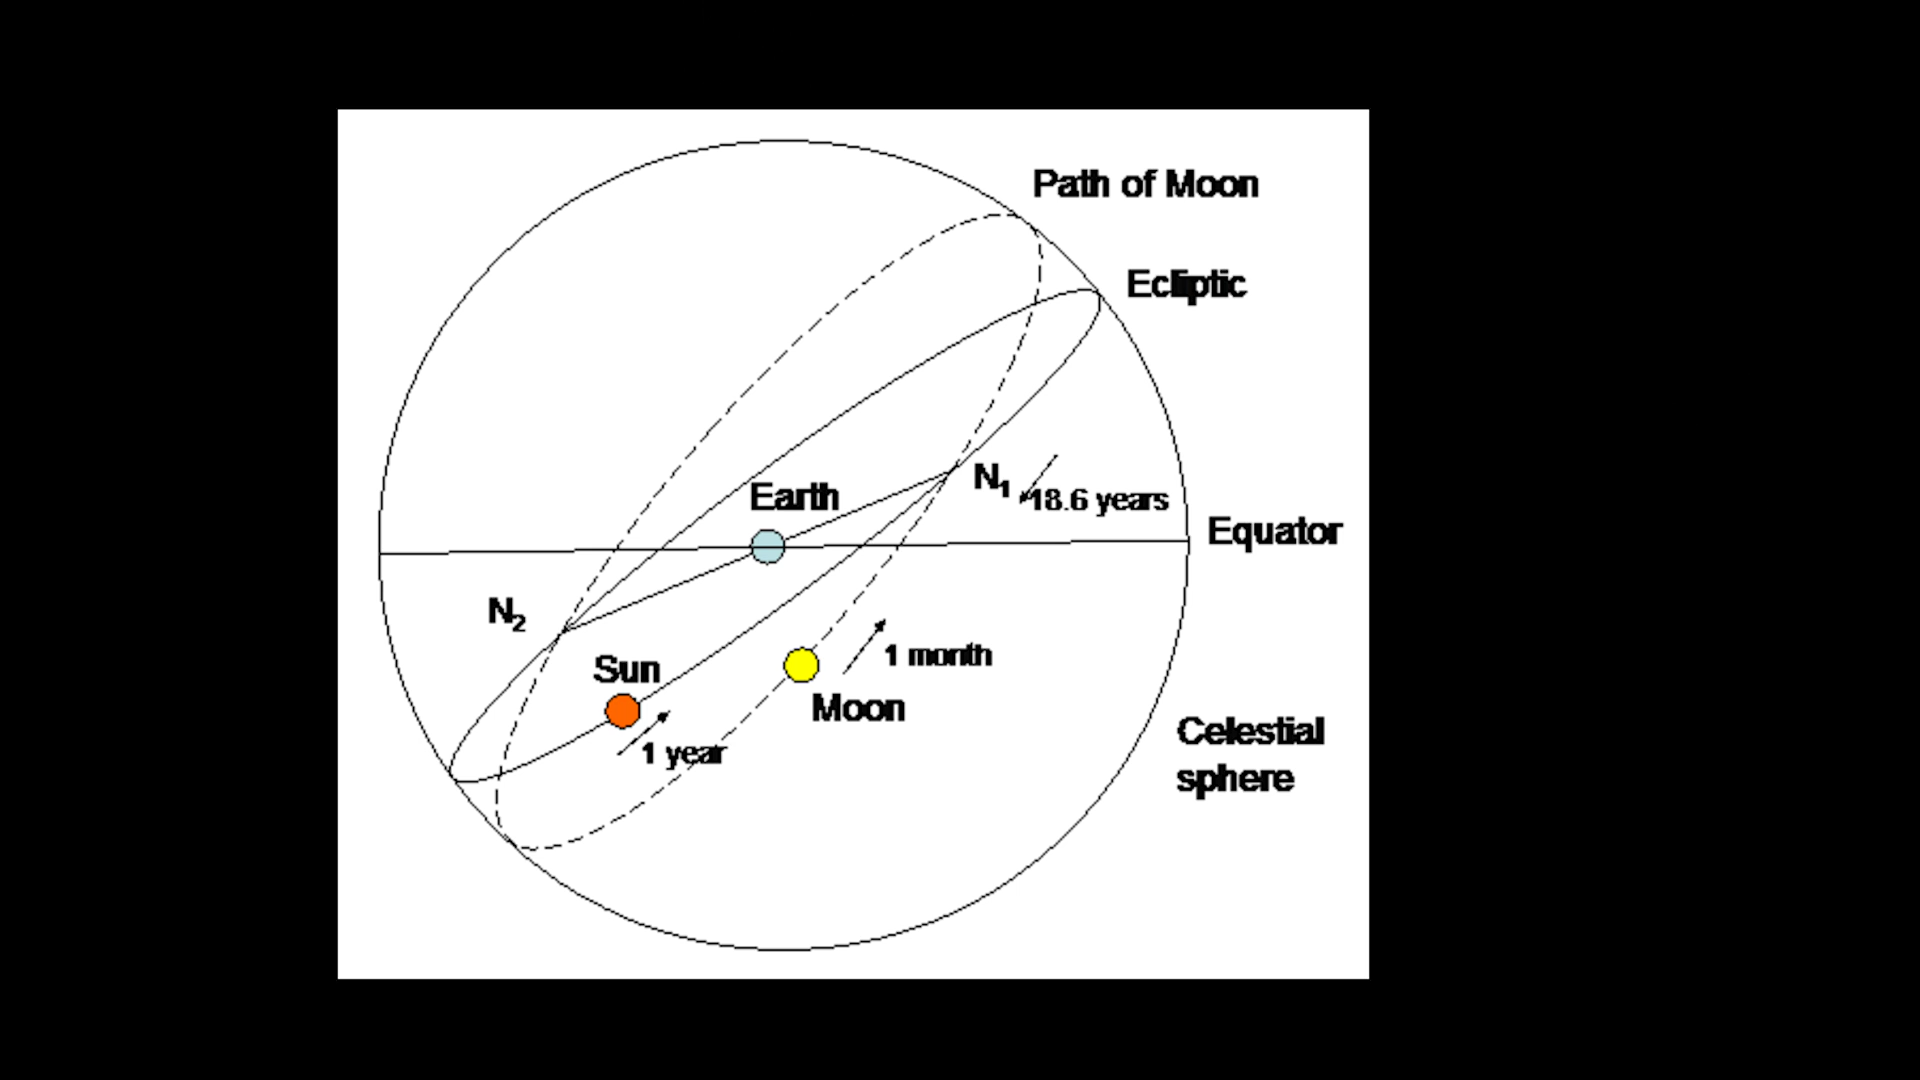 Path of Moon
Ecliptic
Earth
N1
18.6 years
Equator
N2
Sun
1 month
Moon
1 year
Celestial
sphere